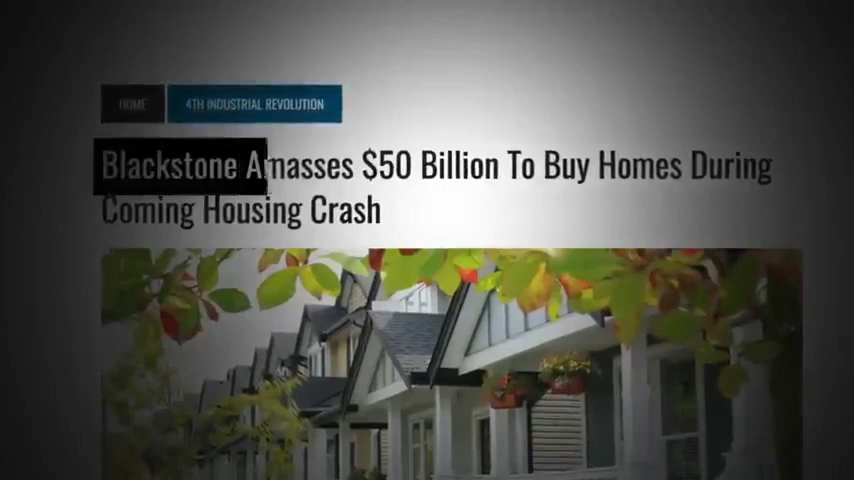 HOME 4TH INDUSTRIAL REVOLUTION
Blackstone Amasses $50 Billion To Buy Homes During
Coming Housing Crash